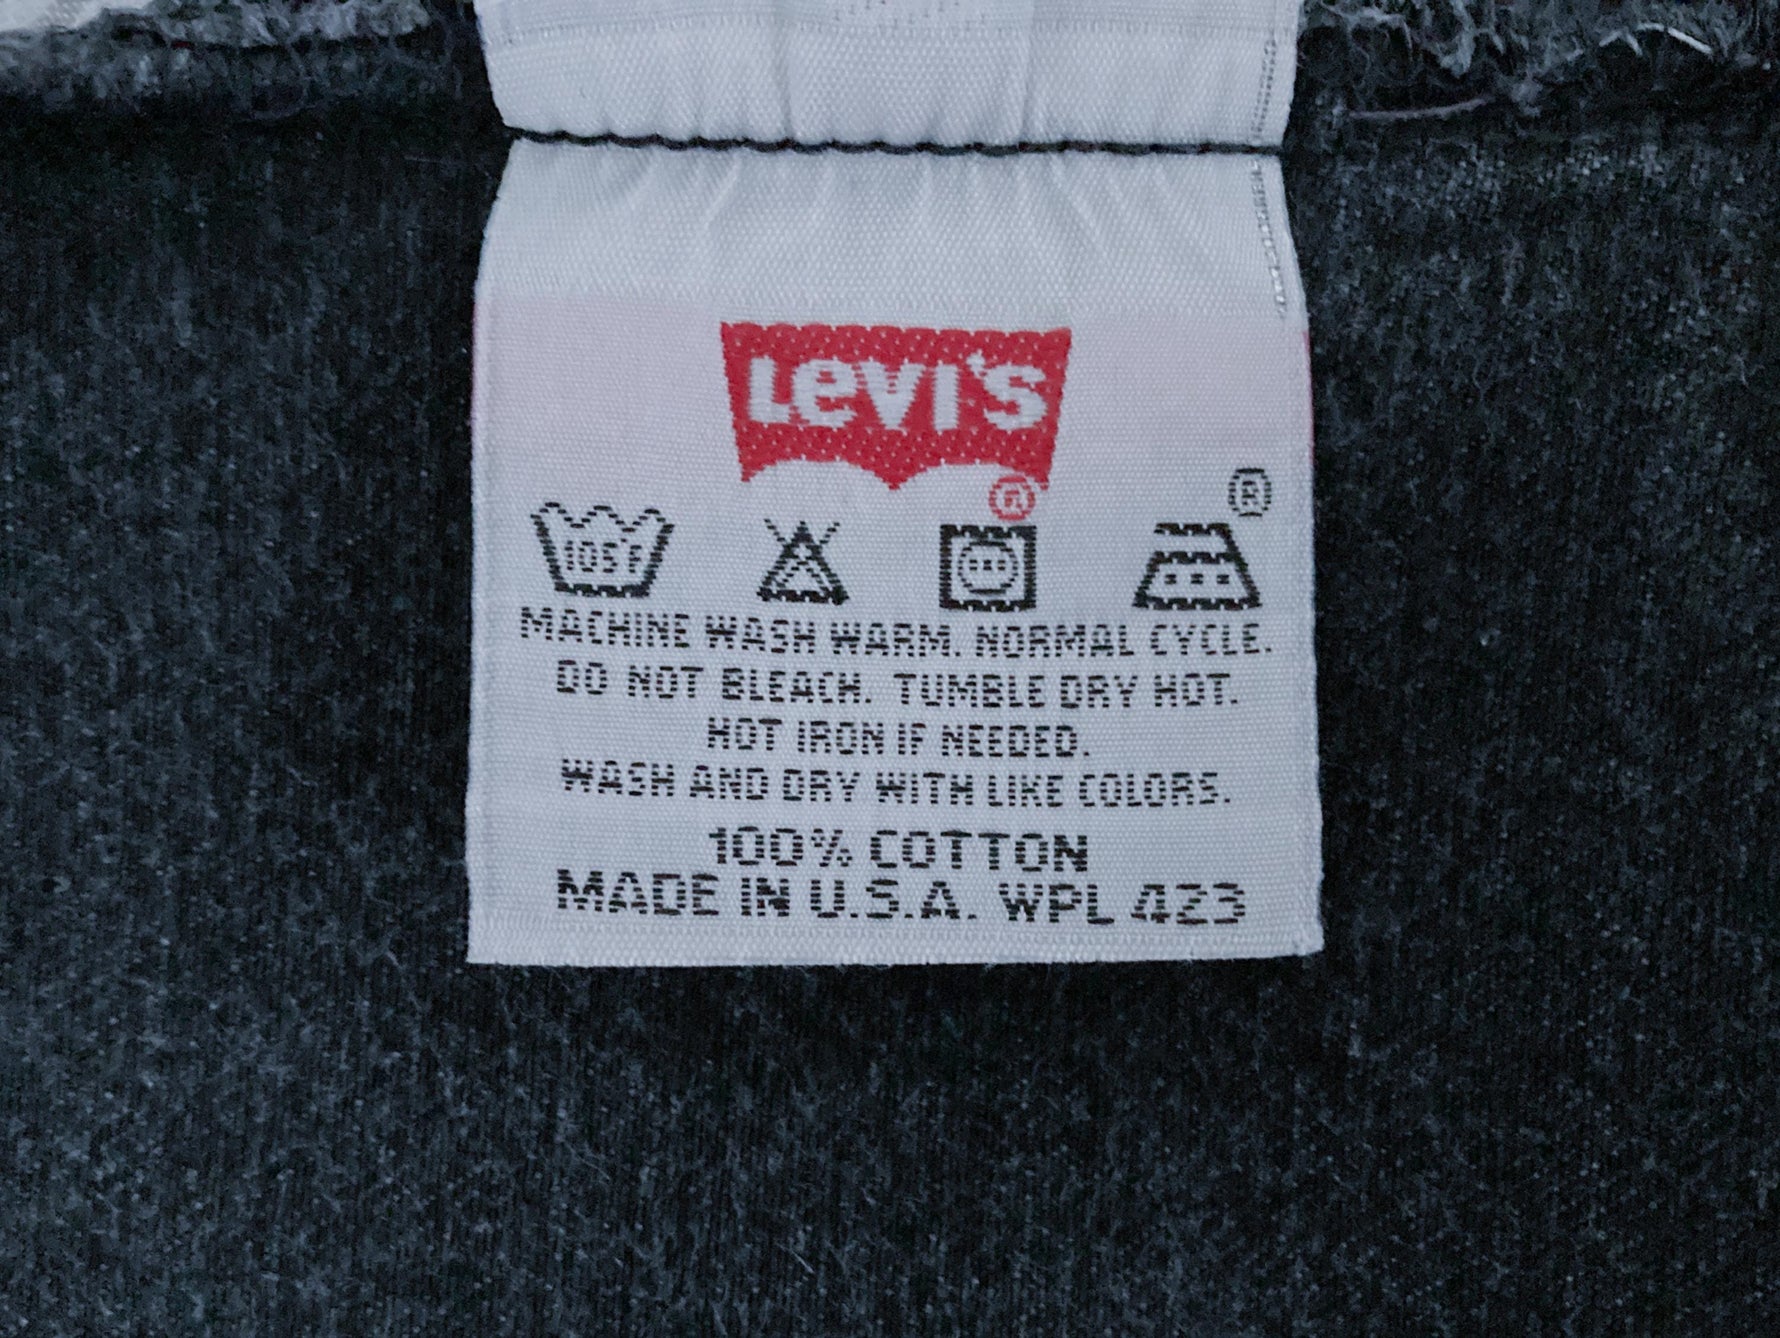 Levi's
®
®
105°F
MACHINE WASH WARM. NORMAL CYCLE.
DO NOT BLEACH. TUMBLE DRY HOT.
HOT IRON IF NEEDED.
WASH AND DRY WITH LIKE COLORS.
100% COTTON
MADE IN U.S.A. WPL 423